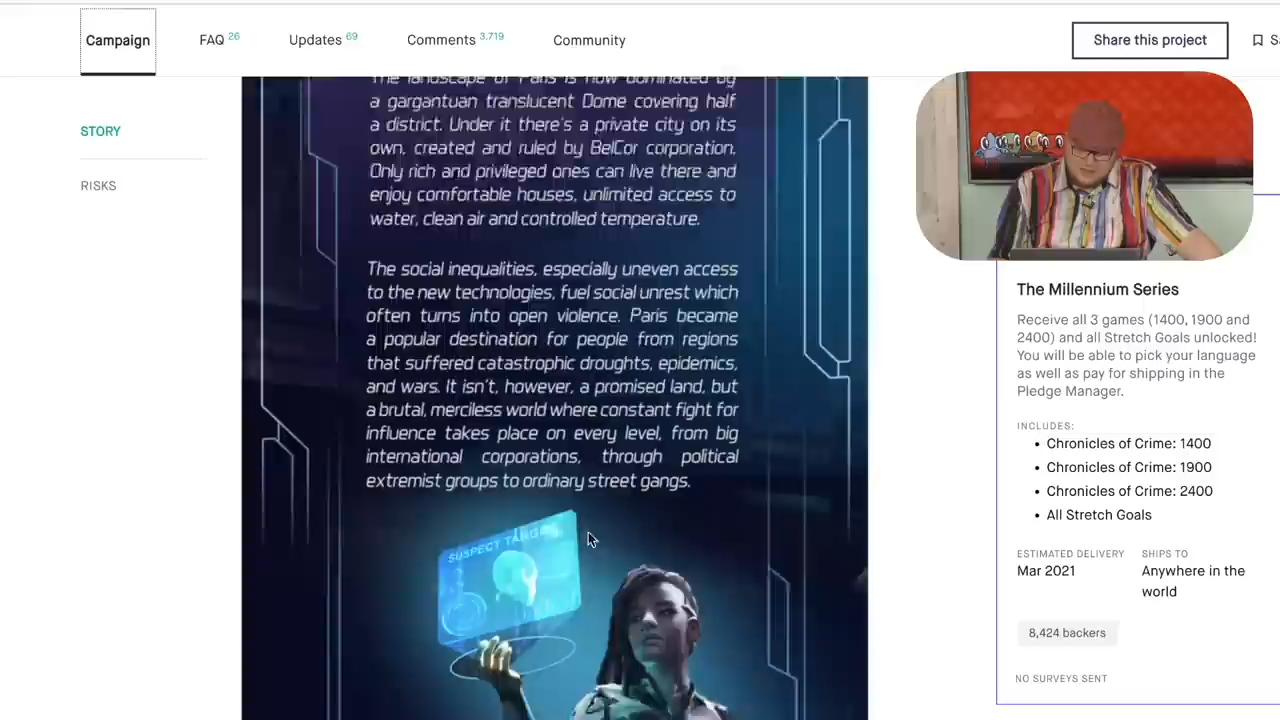 Campaign
FAQ 26
Updates 69
Comments 3,719
Community
Share this project
STORY
RISKS
The landscape of Paris is now dominated by
a gargantuan translucent Dome covering half
a district. Under it there's a private city on its
own, created and ruled by BelCor corporation.
Only rich and privileged ones can live there and
enjoy comfortable houses, unlimited access to
water, clean air and controlled temperature.
The social inequalities, especially uneven access
to the new technologies, fuel social unrest which
often turns into open violence. Paris became
a popular destination for people from regions
that suffered catastrophic droughts, epidemics,
and wars. It isn't, however, a promised land, but
a brutal, merciless world where constant fight for
influence takes place on every level, from big
international corporations, through political
extremist groups to ordinary street gangs.
SUSPECT
The Millennium Series
Receive all 3 games (1400, 1900 and
2400) and all Stretch Goals unlocked!
You will be able to pick your language
as well as pay for shipping in the
Pledge Manager.
INCLUDES:
• Chronicles of Crime: 1400
• Chronicles of Crime: 1900
• Chronicles of Crime: 2400
• All Stretch Goals
ESTIMATED DELIVERY
Mar 2021
SHIPS TO
Anywhere in the
world
8,424 backers
NO SURVEYS SENT